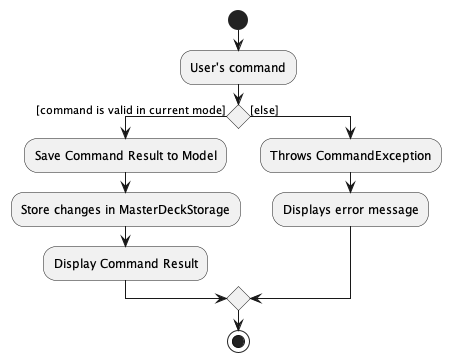 User's command
[command is valid in current mode]
[else]
Save Command Result to Model
Throws CommandException
Store changes in MasterDeckStorage
Displays error message
Display Command Result